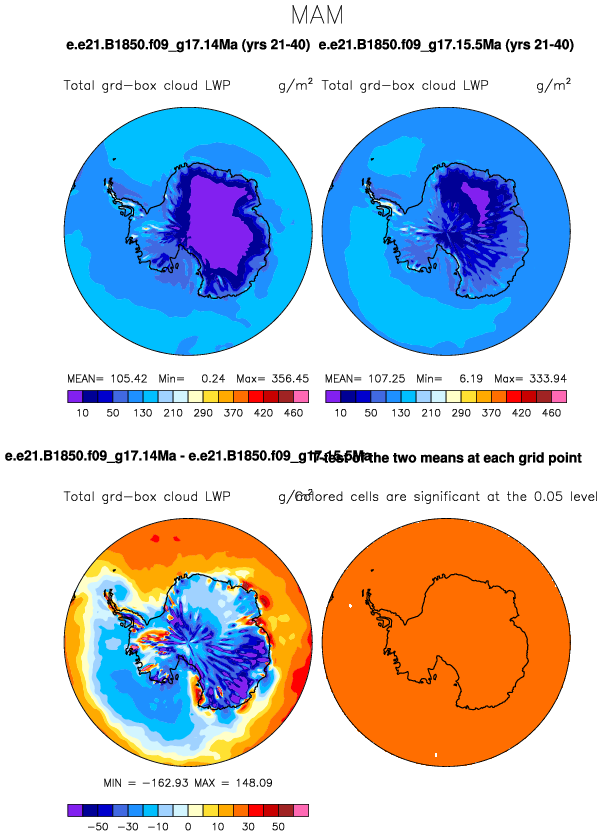 MAM
e.e21.B1850.f09_g17.14Ma (yrs 21-40) e.e21.B1850.f09_g17.15.5Ma (yrs 21-40)
Total grd-box cloud LWP g/m² Total grd-box cloud LWP g/m²
MEAN= 105.42 Min= 0.24 Max= 356.45 MEAN= 107.25 Min= 6.19 Max= 333.94
10 50 130 210 290 370 420 460 10 50 130 210 290 370 420 460
e.e21.B1850.f09_g17.14Ma - e.e21.B1850.f09_g17.15.5Ma T-test of the two means at each grid point
Total grd-box cloud LWP g/m² Colored cells are significant at the 0.05 level
MIN = -162.93 MAX = 148.09
-50 -30 -10 0 10 30 50